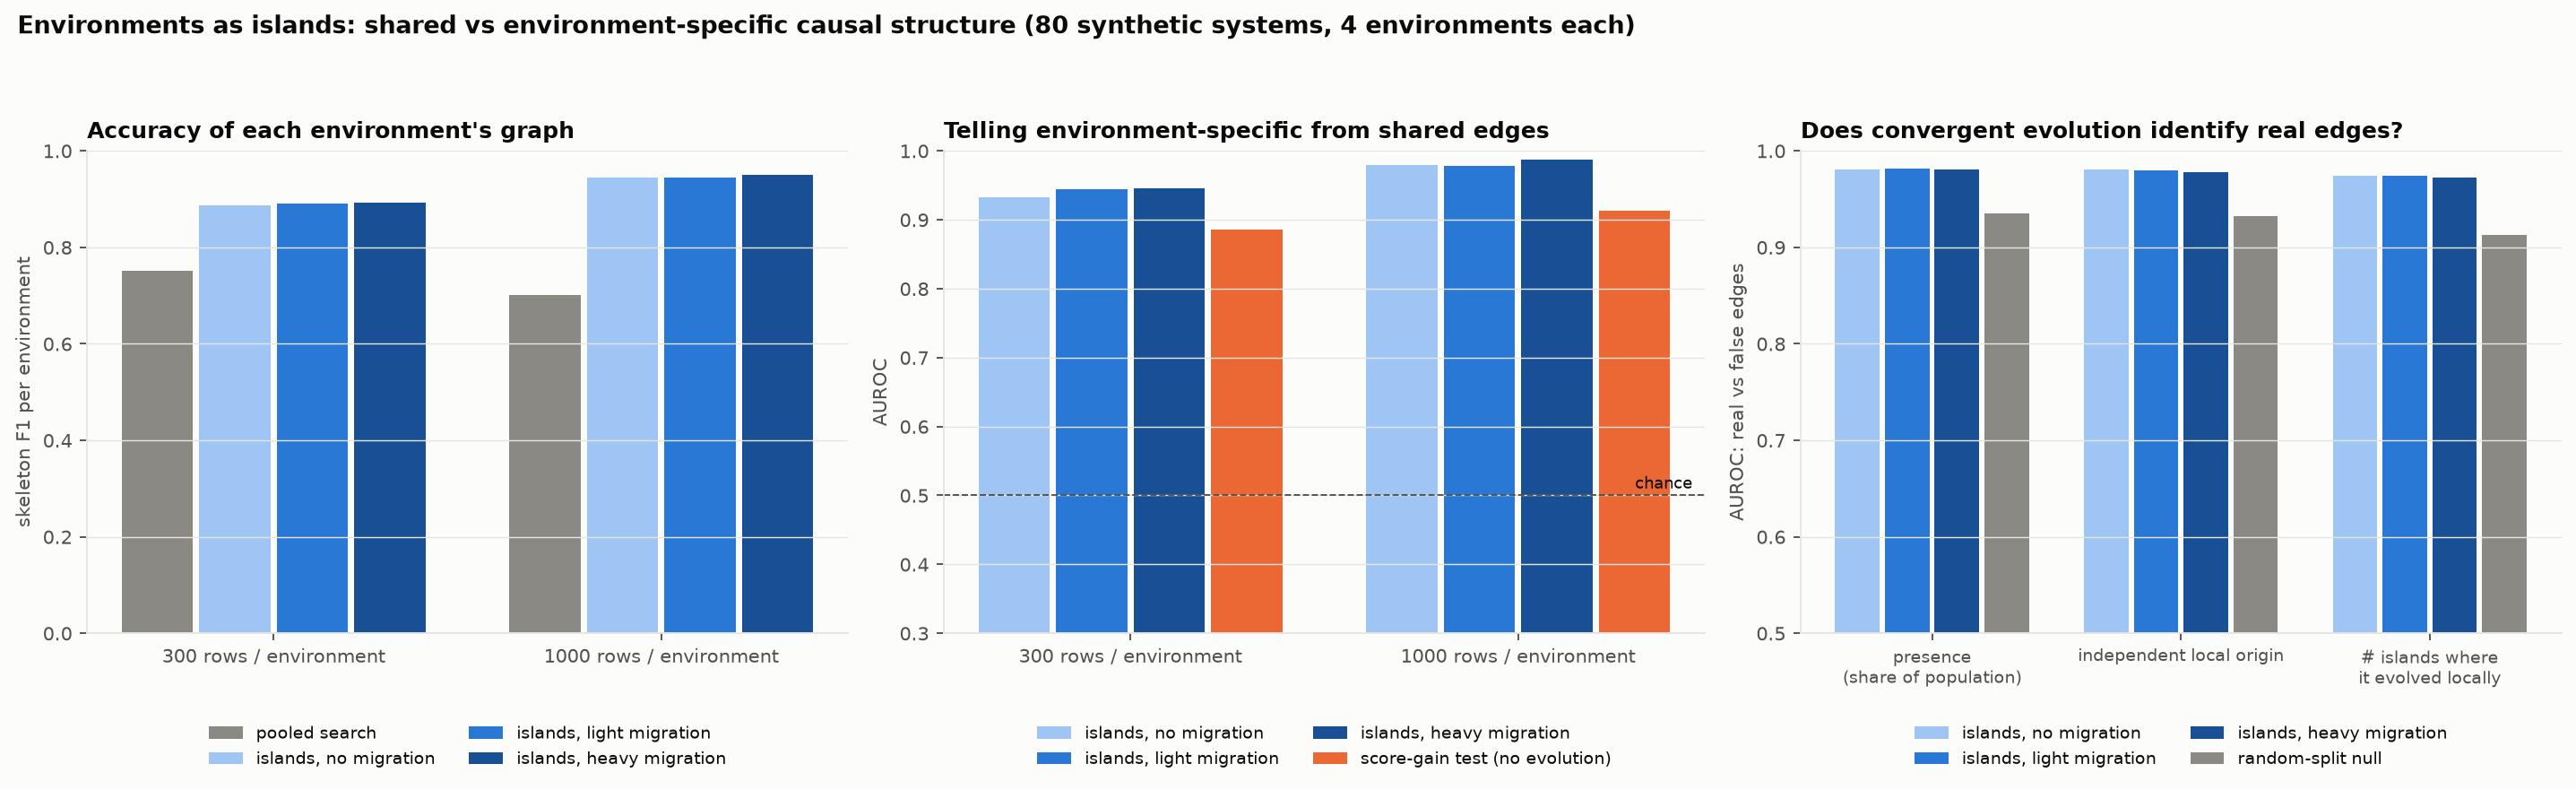 Environments as islands: shared vs environment-specific causal structure (80 synthetic systems, 4 environments each)
Accuracy of each environment's graph
skeleton F1 per environment
1.0
0.8
0.6
0.4
0.2
0.0
300 rows / environment
1000 rows / environment
pooled search
islands, no migration
islands, light migration
islands, heavy migration
Telling environment-specific from shared edges
AUROC
1.0
0.9
0.8
0.7
0.6
0.5
0.4
0.3
chance
300 rows / environment
1000 rows / environment
islands, no migration
islands, light migration
islands, heavy migration
score-gain test (no evolution)
Does convergent evolution identify real edges?
AUROC: real vs false edges
1.0
0.9
0.8
0.7
0.6
0.5
presence
(share of population)
independent local origin
# islands where
it evolved locally
islands, no migration
islands, light migration
islands, heavy migration
random-split null